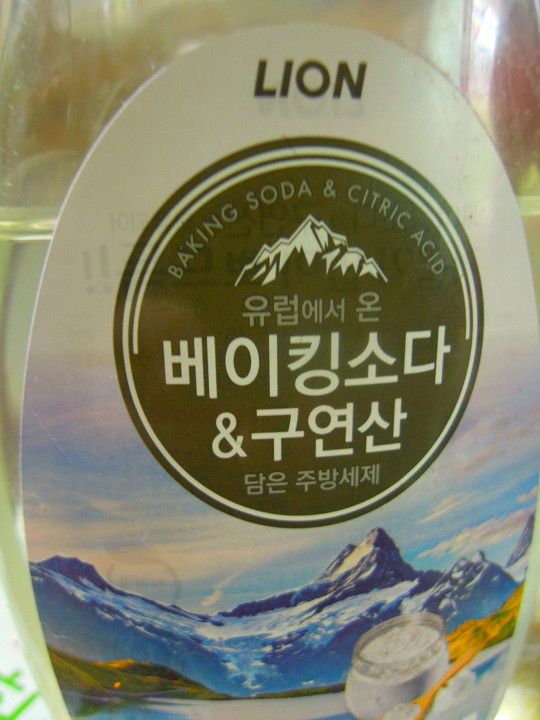 LION
BAKING SODA & CITRIC ACID
유럽에서 온
베이킹소다
&구연산
담은 주방세제